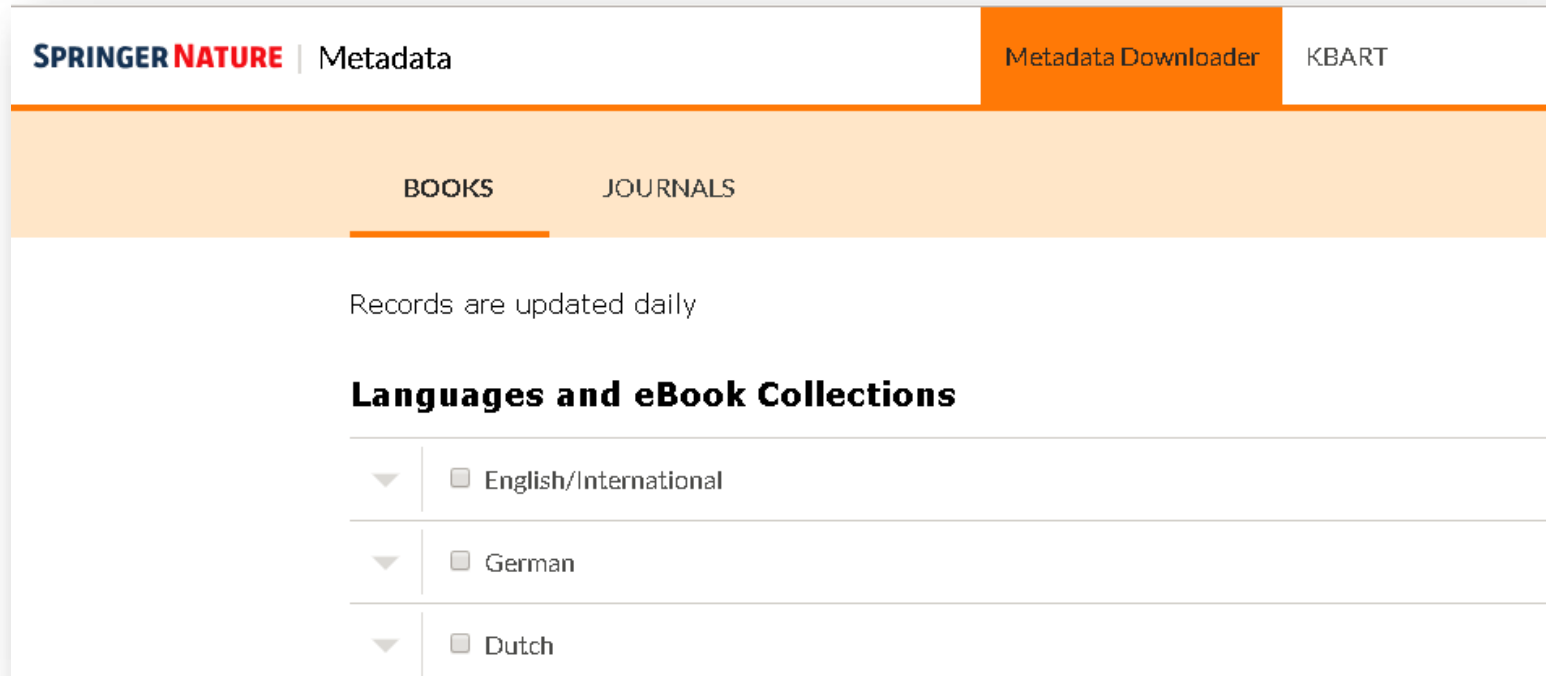 SPRINGER NATURE | Metadata Metadata Downloader KBART
BOOKS JOURNALS
Records are updated daily
Languages and eBook Collections
English/International
German
Dutch